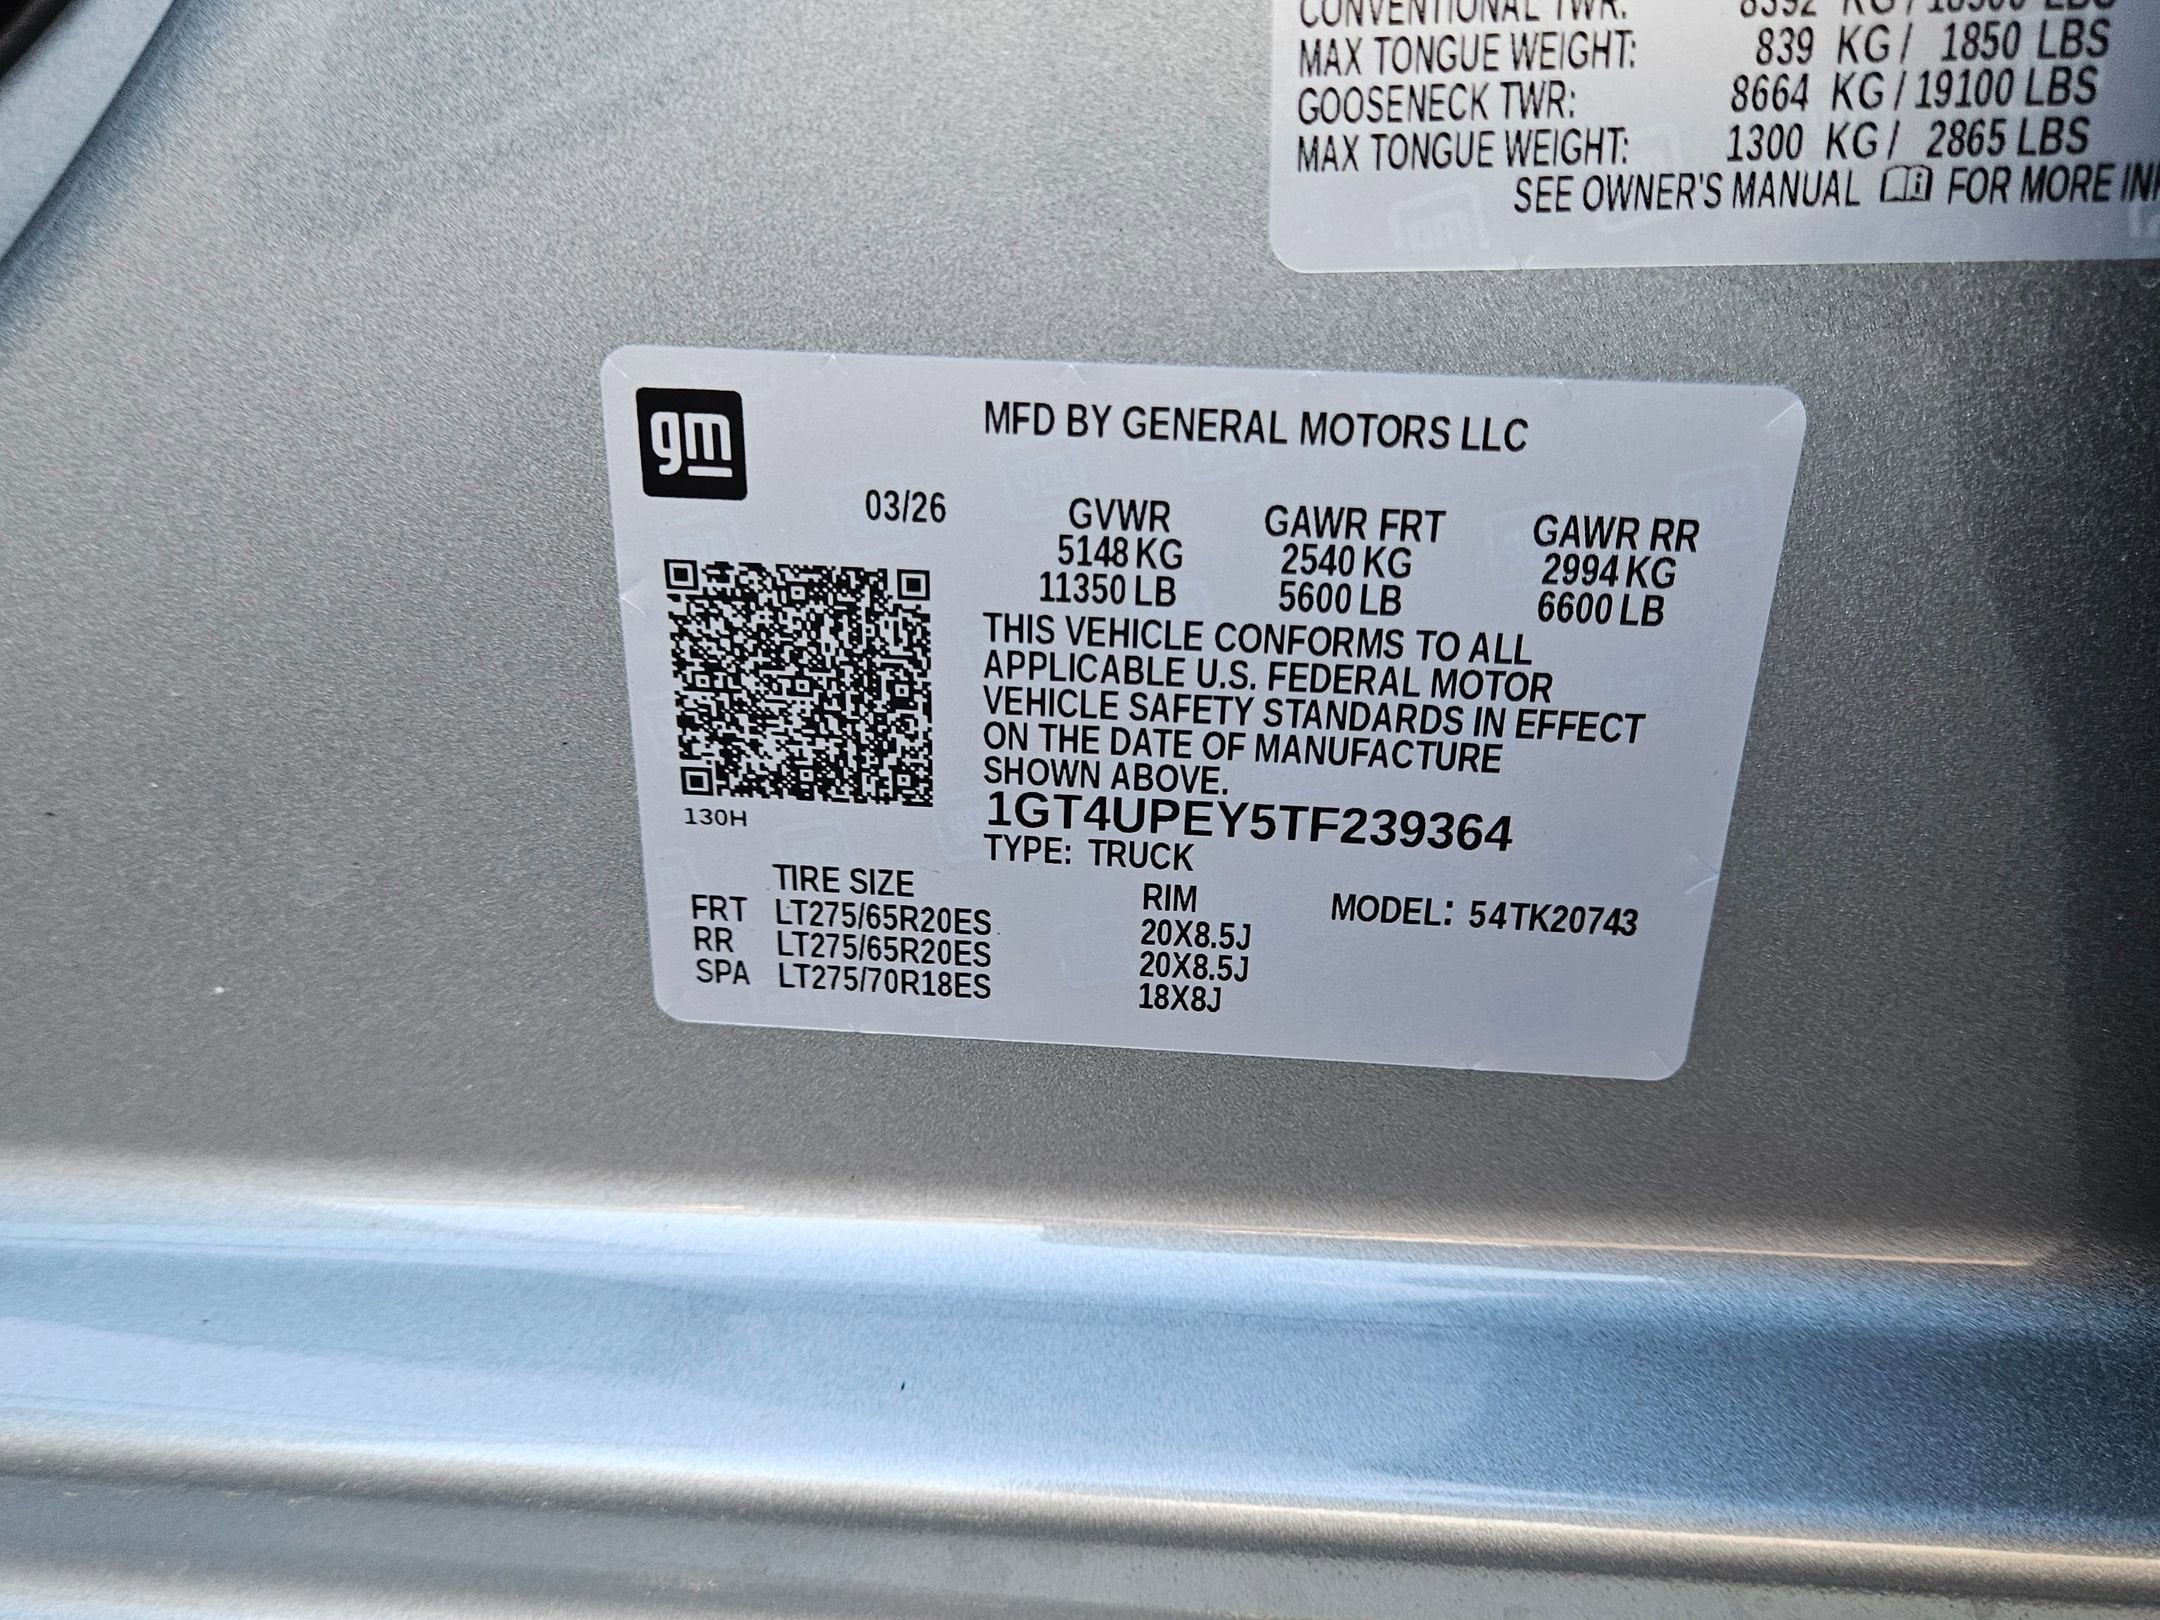 CONVENTIONAL TWR: 8392 KG / 18500 LBS
MAX TONGUE WEIGHT: 839 KG / 1850 LBS
GOOSENECK TWR: 8664 KG / 19100 LBS
MAX TONGUE WEIGHT: 1300 KG / 2865 LBS
SEE OWNER'S MANUAL FOR MORE
gm
MFD BY GENERAL MOTORS LLC
03/26 GVWR GAWR FRT GAWR RR
5148 KG 2540 KG 2994 KG
11350 LB 5600 LB 6600 LB
THIS VEHICLE CONFORMS TO ALL
APPLICABLE U.S. FEDERAL MOTOR
VEHICLE SAFETY STANDARDS IN EFFECT
ON THE DATE OF MANUFACTURE
SHOWN ABOVE.
1GT4UPEY5TF239364
130H
TYPE: TRUCK
TIRE SIZE RIM MODEL: 54TK20743
FRT LT275/65R20ES 20X8.5J
RR LT275/65R20ES 20X8.5J
SPA LT275/70R18ES 18X8J